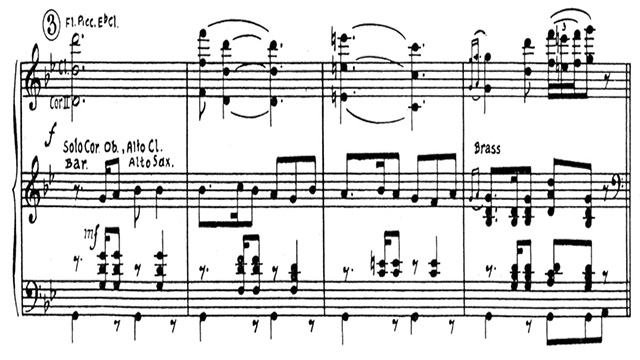 3 Fl. Picc. E♭Cl.
Cl.
Cor II
f
Solo Cor. Ob., Alto Cl.
Bar. Alto Sax.
Brass
mf
3